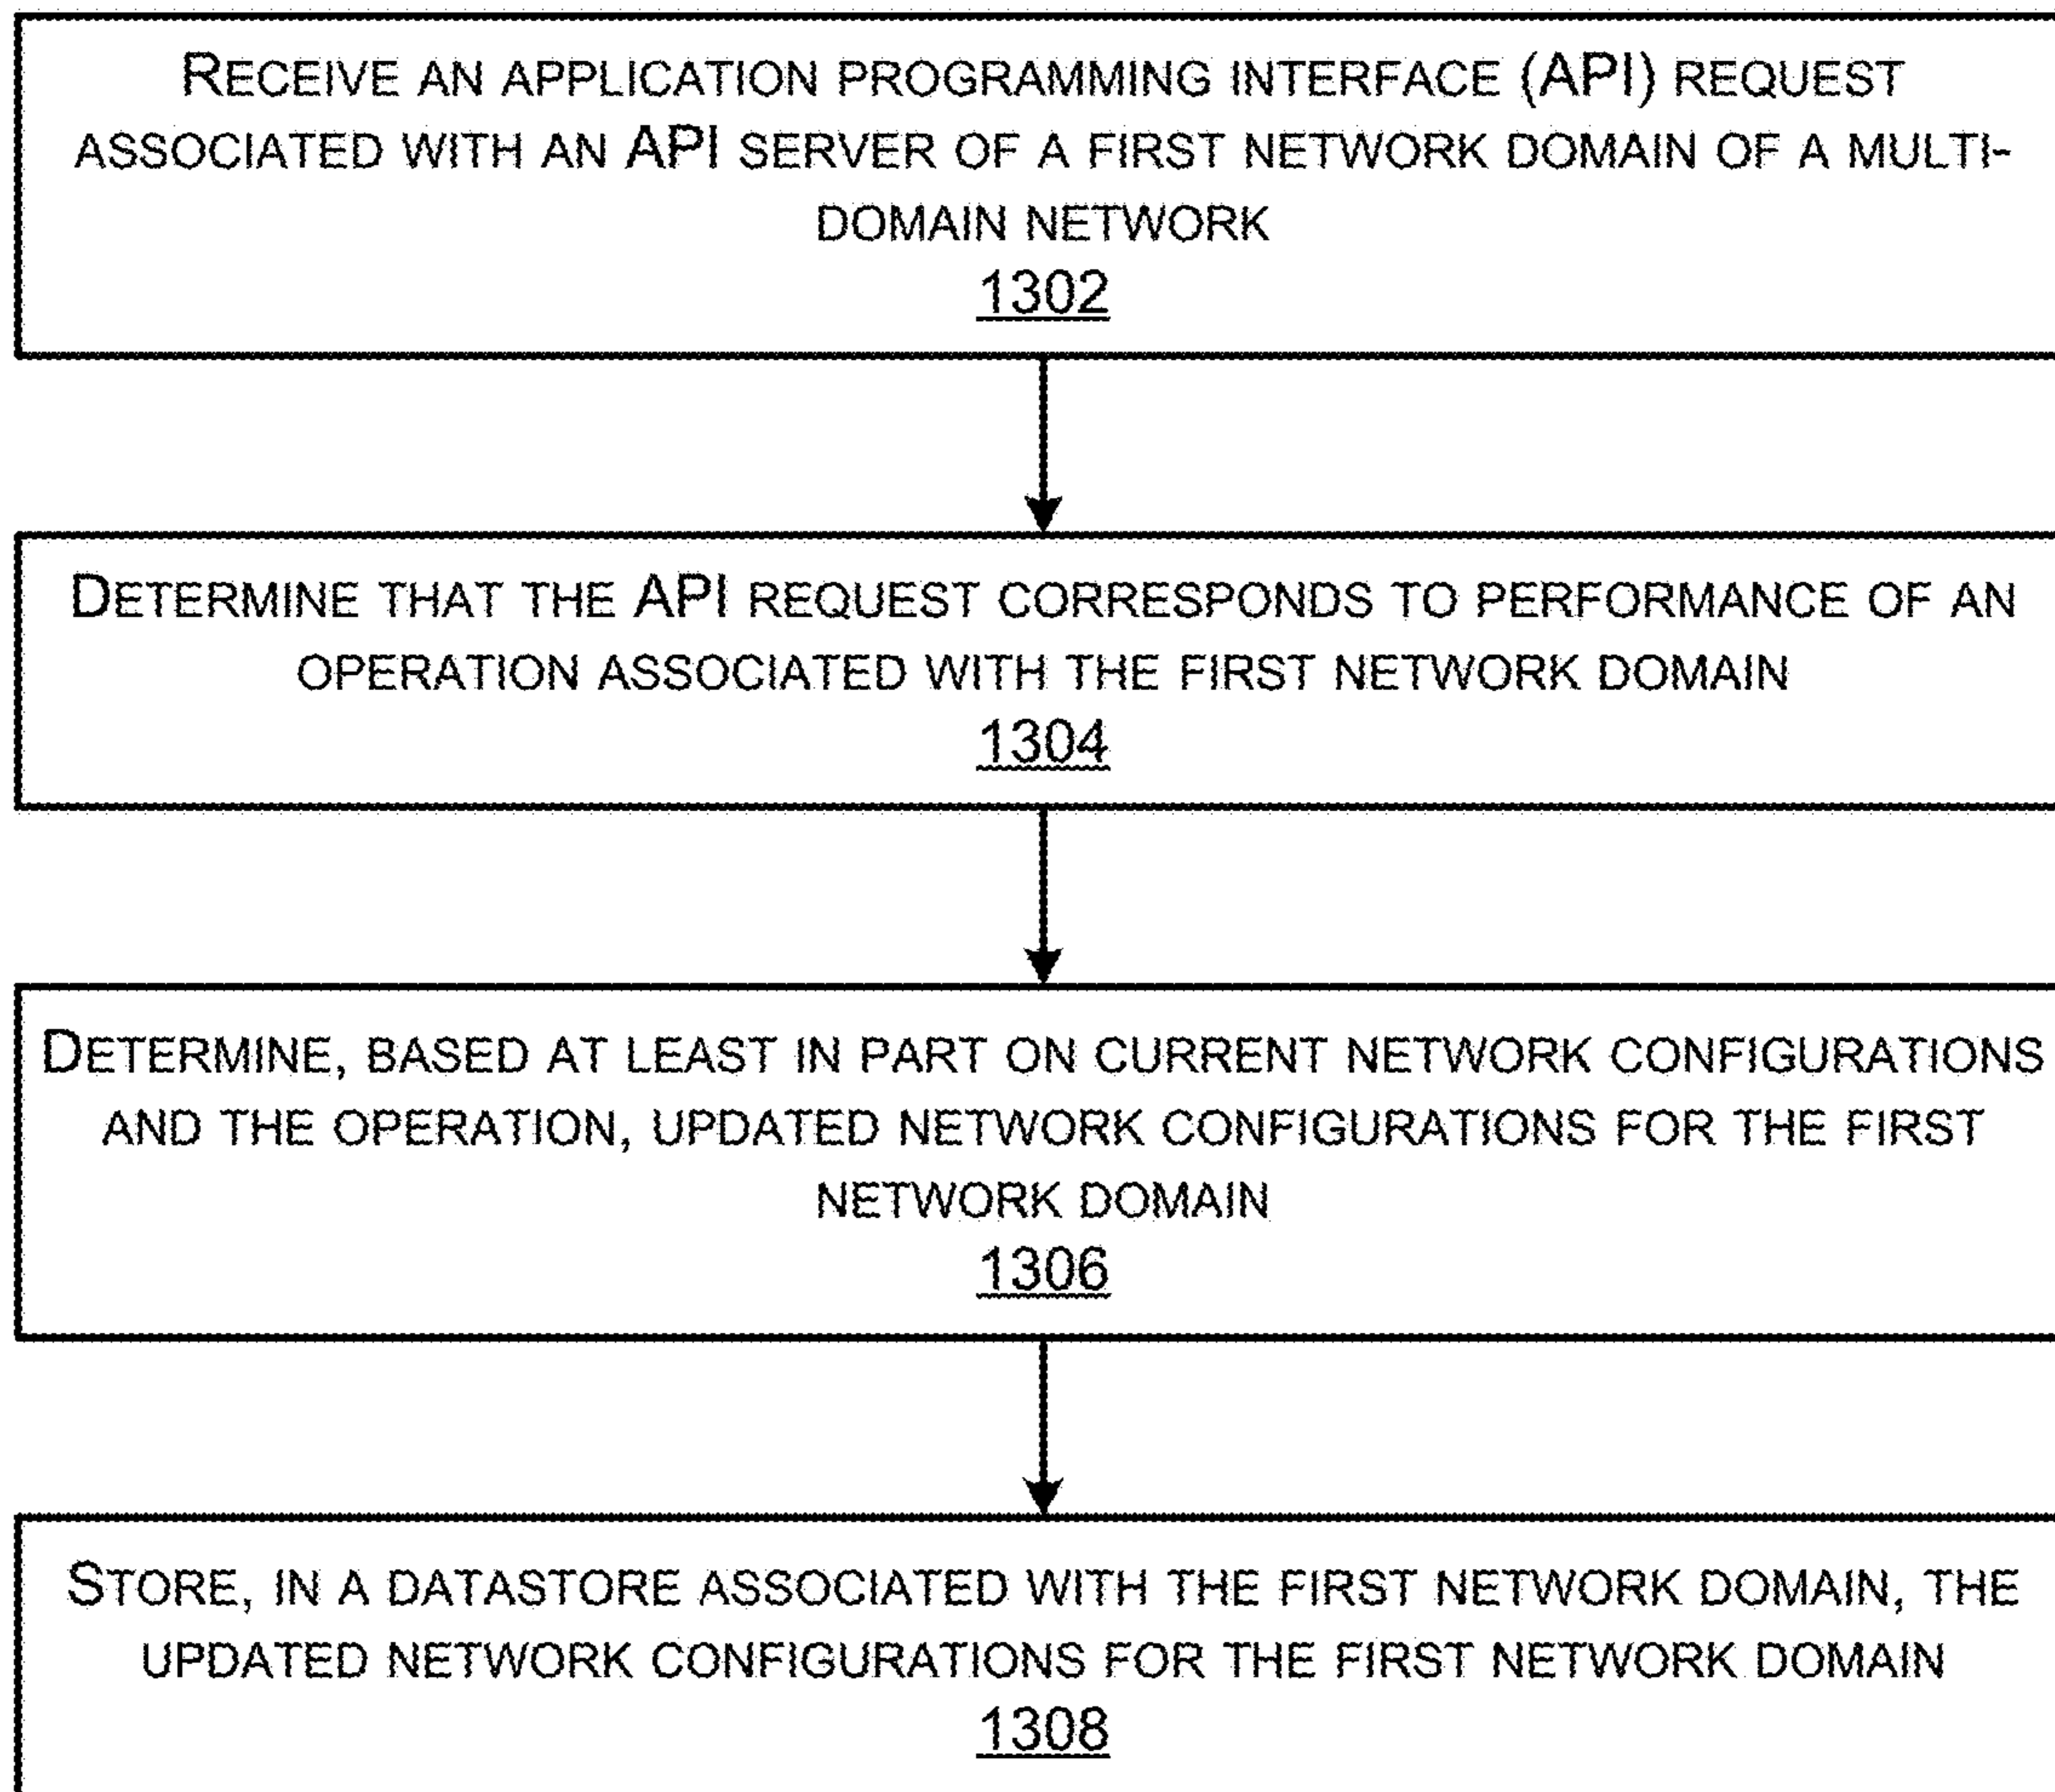 RECEIVE AN APPLICATION PROGRAMMING INTERFACE (API) REQUEST
ASSOCIATED WITH AN API SERVER OF A FIRST NETWORK DOMAIN OF A MULTI-
DOMAIN NETWORK
1302
DETERMINE THAT THE API REQUEST CORRESPONDS TO PERFORMANCE OF AN
OPERATION ASSOCIATED WITH THE FIRST NETWORK DOMAIN
1304
DETERMINE, BASED AT LEAST IN PART ON CURRENT NETWORK CONFIGURATIONS
AND THE OPERATION, UPDATED NETWORK CONFIGURATIONS FOR THE FIRST
NETWORK DOMAIN
1306
STORE, IN A DATASTORE ASSOCIATED WITH THE FIRST NETWORK DOMAIN, THE
UPDATED NETWORK CONFIGURATIONS FOR THE FIRST NETWORK DOMAIN
1308